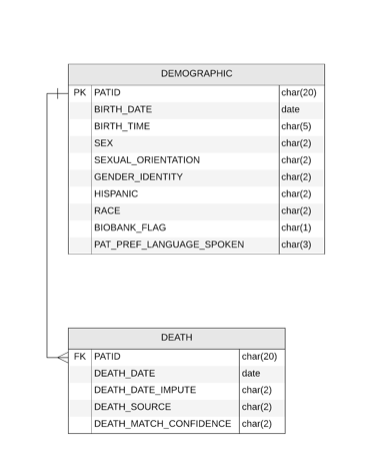 DEMOGRAPHIC
PK PATID char(20)
BIRTH_DATE date
BIRTH_TIME char(5)
SEX char(2)
SEXUAL_ORIENTATION char(2)
GENDER_IDENTITY char(2)
HISPANIC char(2)
RACE char(2)
BIOBANK_FLAG char(1)
PAT_PREF_LANGUAGE_SPOKEN char(3)
DEATH
FK PATID char(20)
DEATH_DATE date
DEATH_DATE_IMPUTE char(2)
DEATH_SOURCE char(2)
DEATH_MATCH_CONFIDENCE char(2)